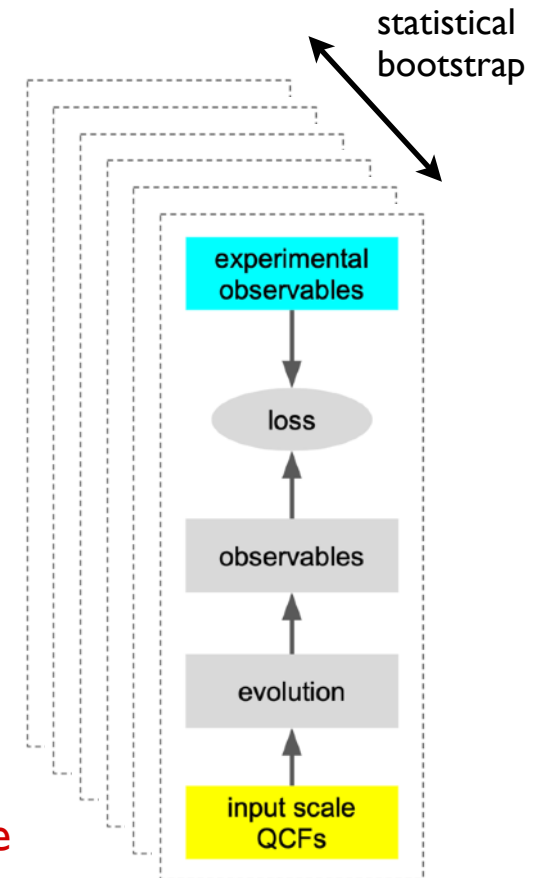 statistical
bootstrap
experimental
observables
loss
observables
evolution
input scale
QCFs
e